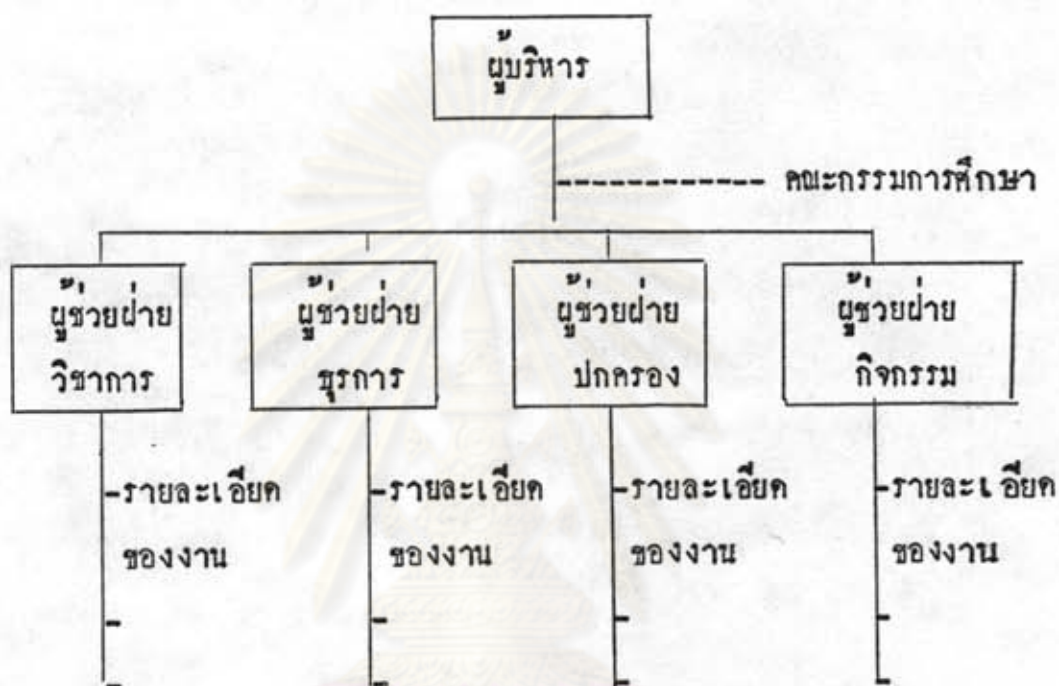 ผู้บริหาร
คณะกรรมการศึกษา
ผู้ช่วยฝ่าย
วิชาการ
ผู้ช่วยฝ่าย
ธุรการ
ผู้ช่วยฝ่าย
ปกครอง
ผู้ช่วยฝ่าย
กิจกรรม
-รายละเอียด
ของงาน
-
-
-รายละเอียด
ของงาน
-
-
-รายละเอียด
ของงาน
-
-
-รายละเอียด
ของงาน
-
-